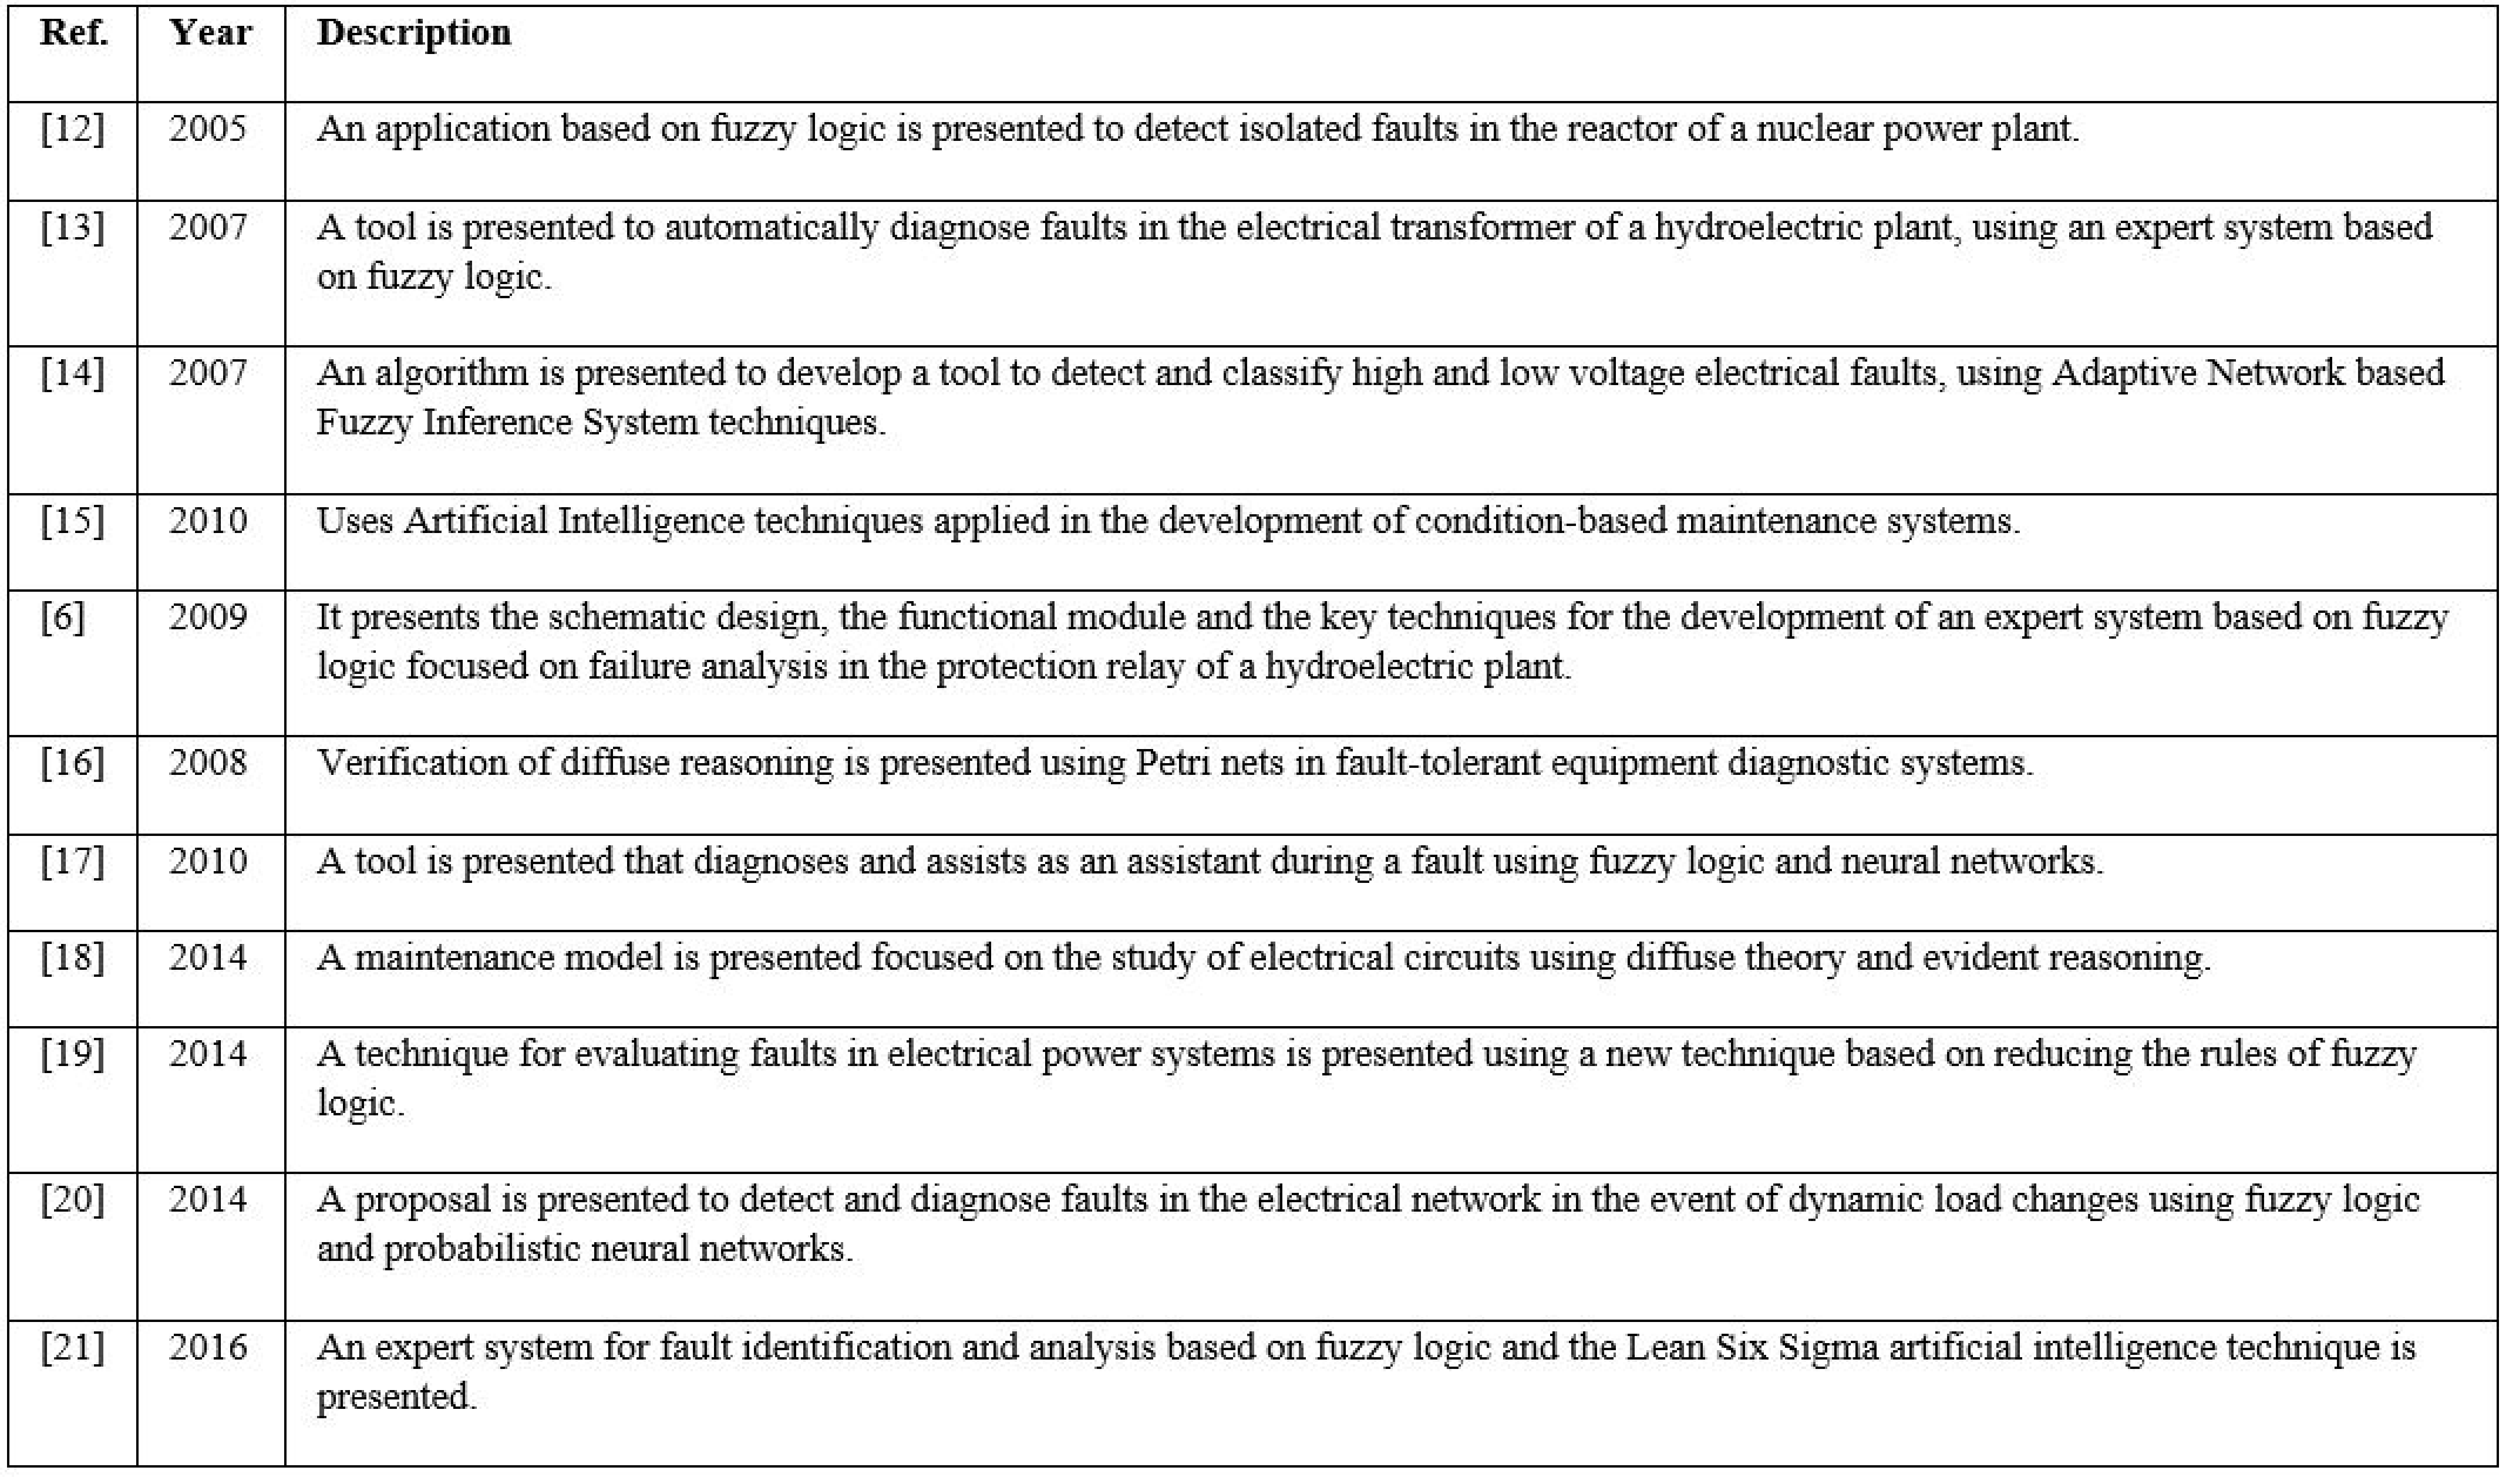 Ref. Year Description
[12] 2005 An application based on fuzzy logic is presented to detect isolated faults in the reactor of a nuclear power plant.
[13] 2007 A tool is presented to automatically diagnose faults in the electrical transformer of a hydroelectric plant, using an expert system based
on fuzzy logic.
[14] 2007 An algorithm is presented to develop a tool to detect and classify high and low voltage electrical faults, using Adaptive Network based
Fuzzy Inference System techniques.
[15] 2010 Uses Artificial Intelligence techniques applied in the development of condition-based maintenance systems.
[6] 2009 It presents the schematic design, the functional module and the key techniques for the development of an expert system based on fuzzy
logic focused on failure analysis in the protection relay of a hydroelectric plant.
[16] 2008 Verification of diffuse reasoning is presented using Petri nets in fault-tolerant equipment diagnostic systems.
[17] 2010 A tool is presented that diagnoses and assists as an assistant during a fault using fuzzy logic and neural networks.
[18] 2014 A maintenance model is presented focused on the study of electrical circuits using diffuse theory and evident reasoning.
[19] 2014 A technique for evaluating faults in electrical power systems is presented using a new technique based on reducing the rules of fuzzy
logic.
[20] 2014 A proposal is presented to detect and diagnose faults in the electrical network in the event of dynamic load changes using fuzzy logic
and probabilistic neural networks.
[21] 2016 An expert system for fault identification and analysis based on fuzzy logic and the Lean Six Sigma artificial intelligence technique is
presented.